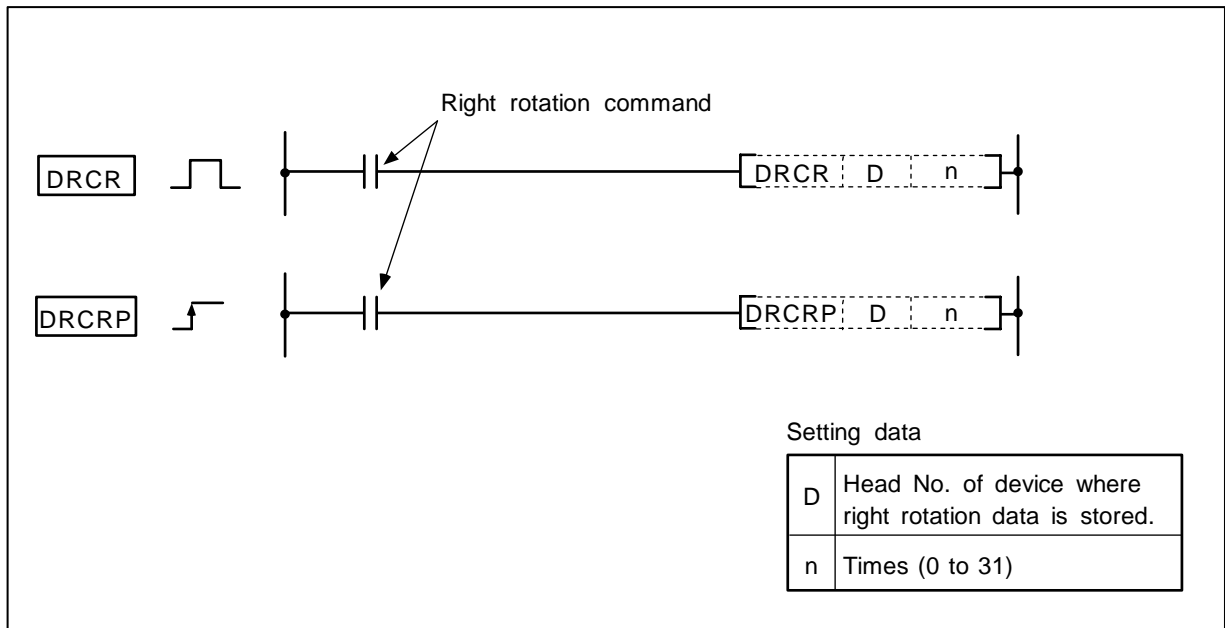 Right rotation command
DRCR
DRCR D n
DRCRP
DRCRP D n
Setting data
D Head No. of device where
right rotation data is stored.
n Times (0 to 31)